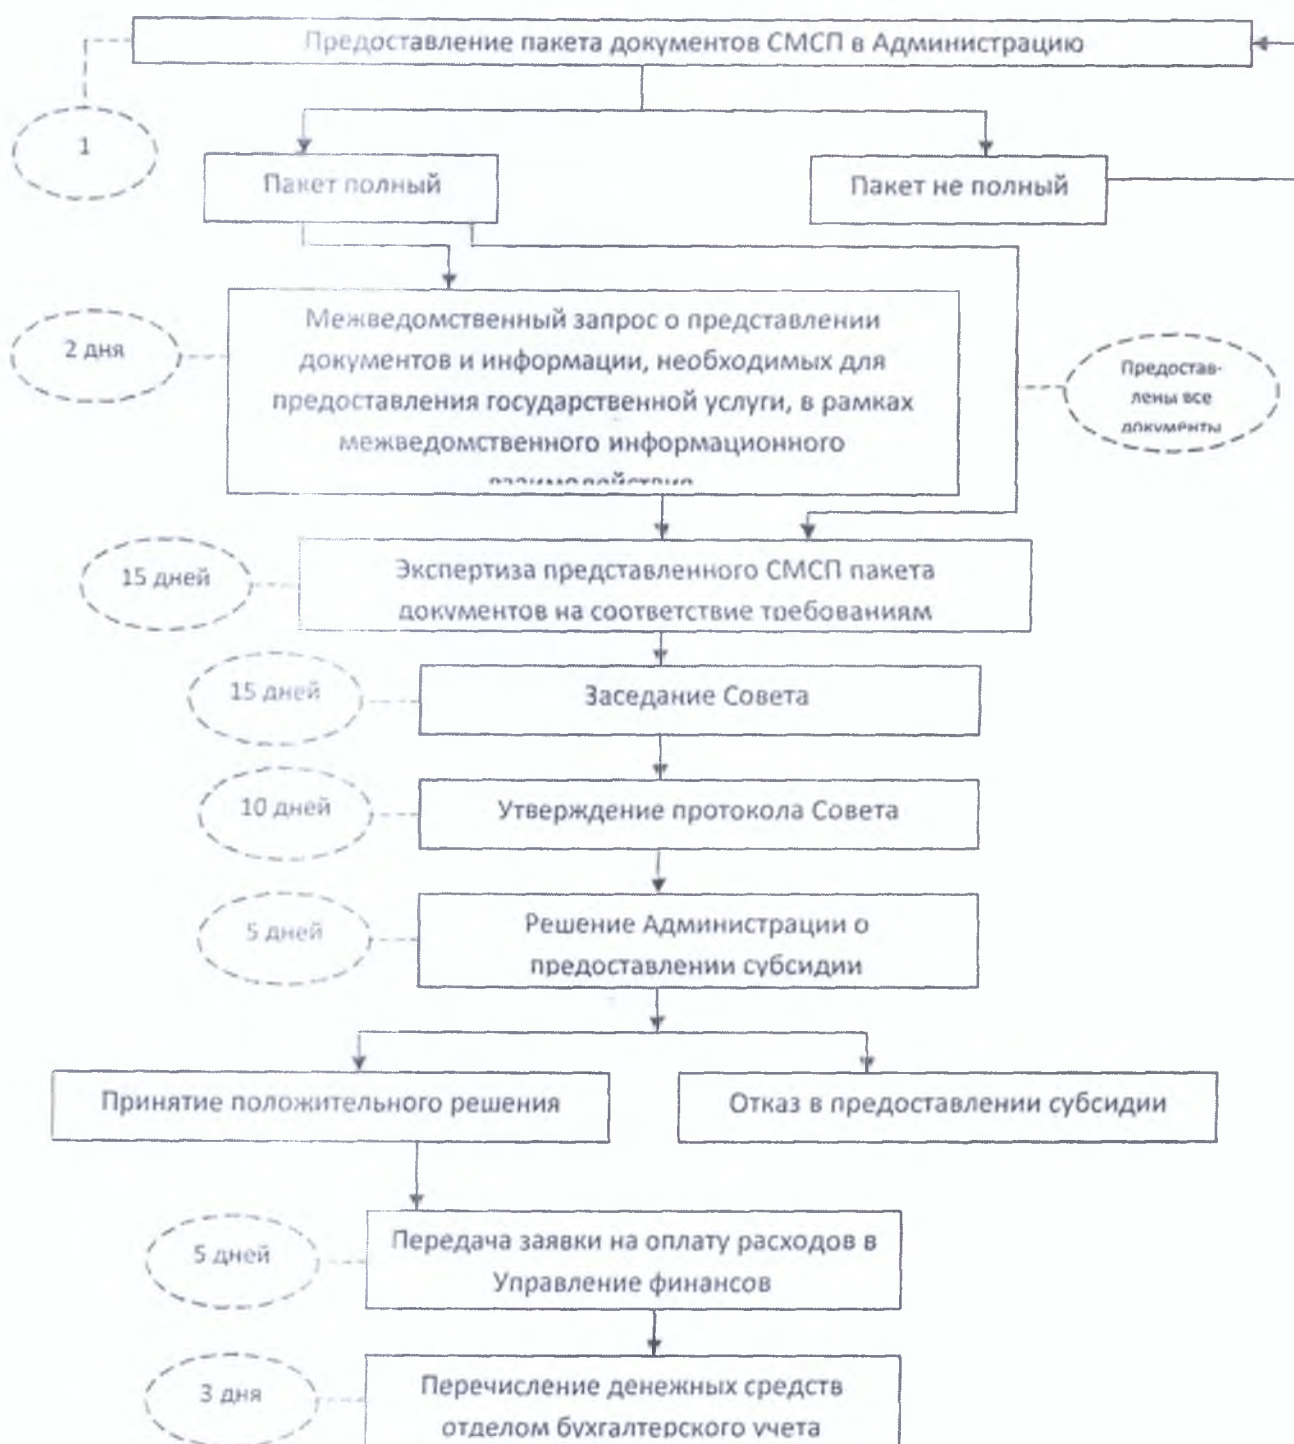 Предоставление пакета документов СМСП в Администрацию
1
Пакет полный
Пакет не полный
2 дня
Межведомственный запрос о представлении
документов и информации, необходимых для
предоставления государственной услуги, в рамках
межведомственного информационного
взаимодействия
Предостав-
лены все
документы
15 дней
Экспертиза представленного СМСП пакета
документов на соответствие требованиям
15 дней
Заседание Совета
10 дней
Утверждение протокола Совета
5 дней
Решение Администрации о
предоставлении субсидии
Принятие положительного решения
Отказ в предоставлении субсидии
5 дней
Передача заявки на оплату расходов в
Управление финансов
3 дня
Перечисление денежных средств
отделом бухгалтерского учета